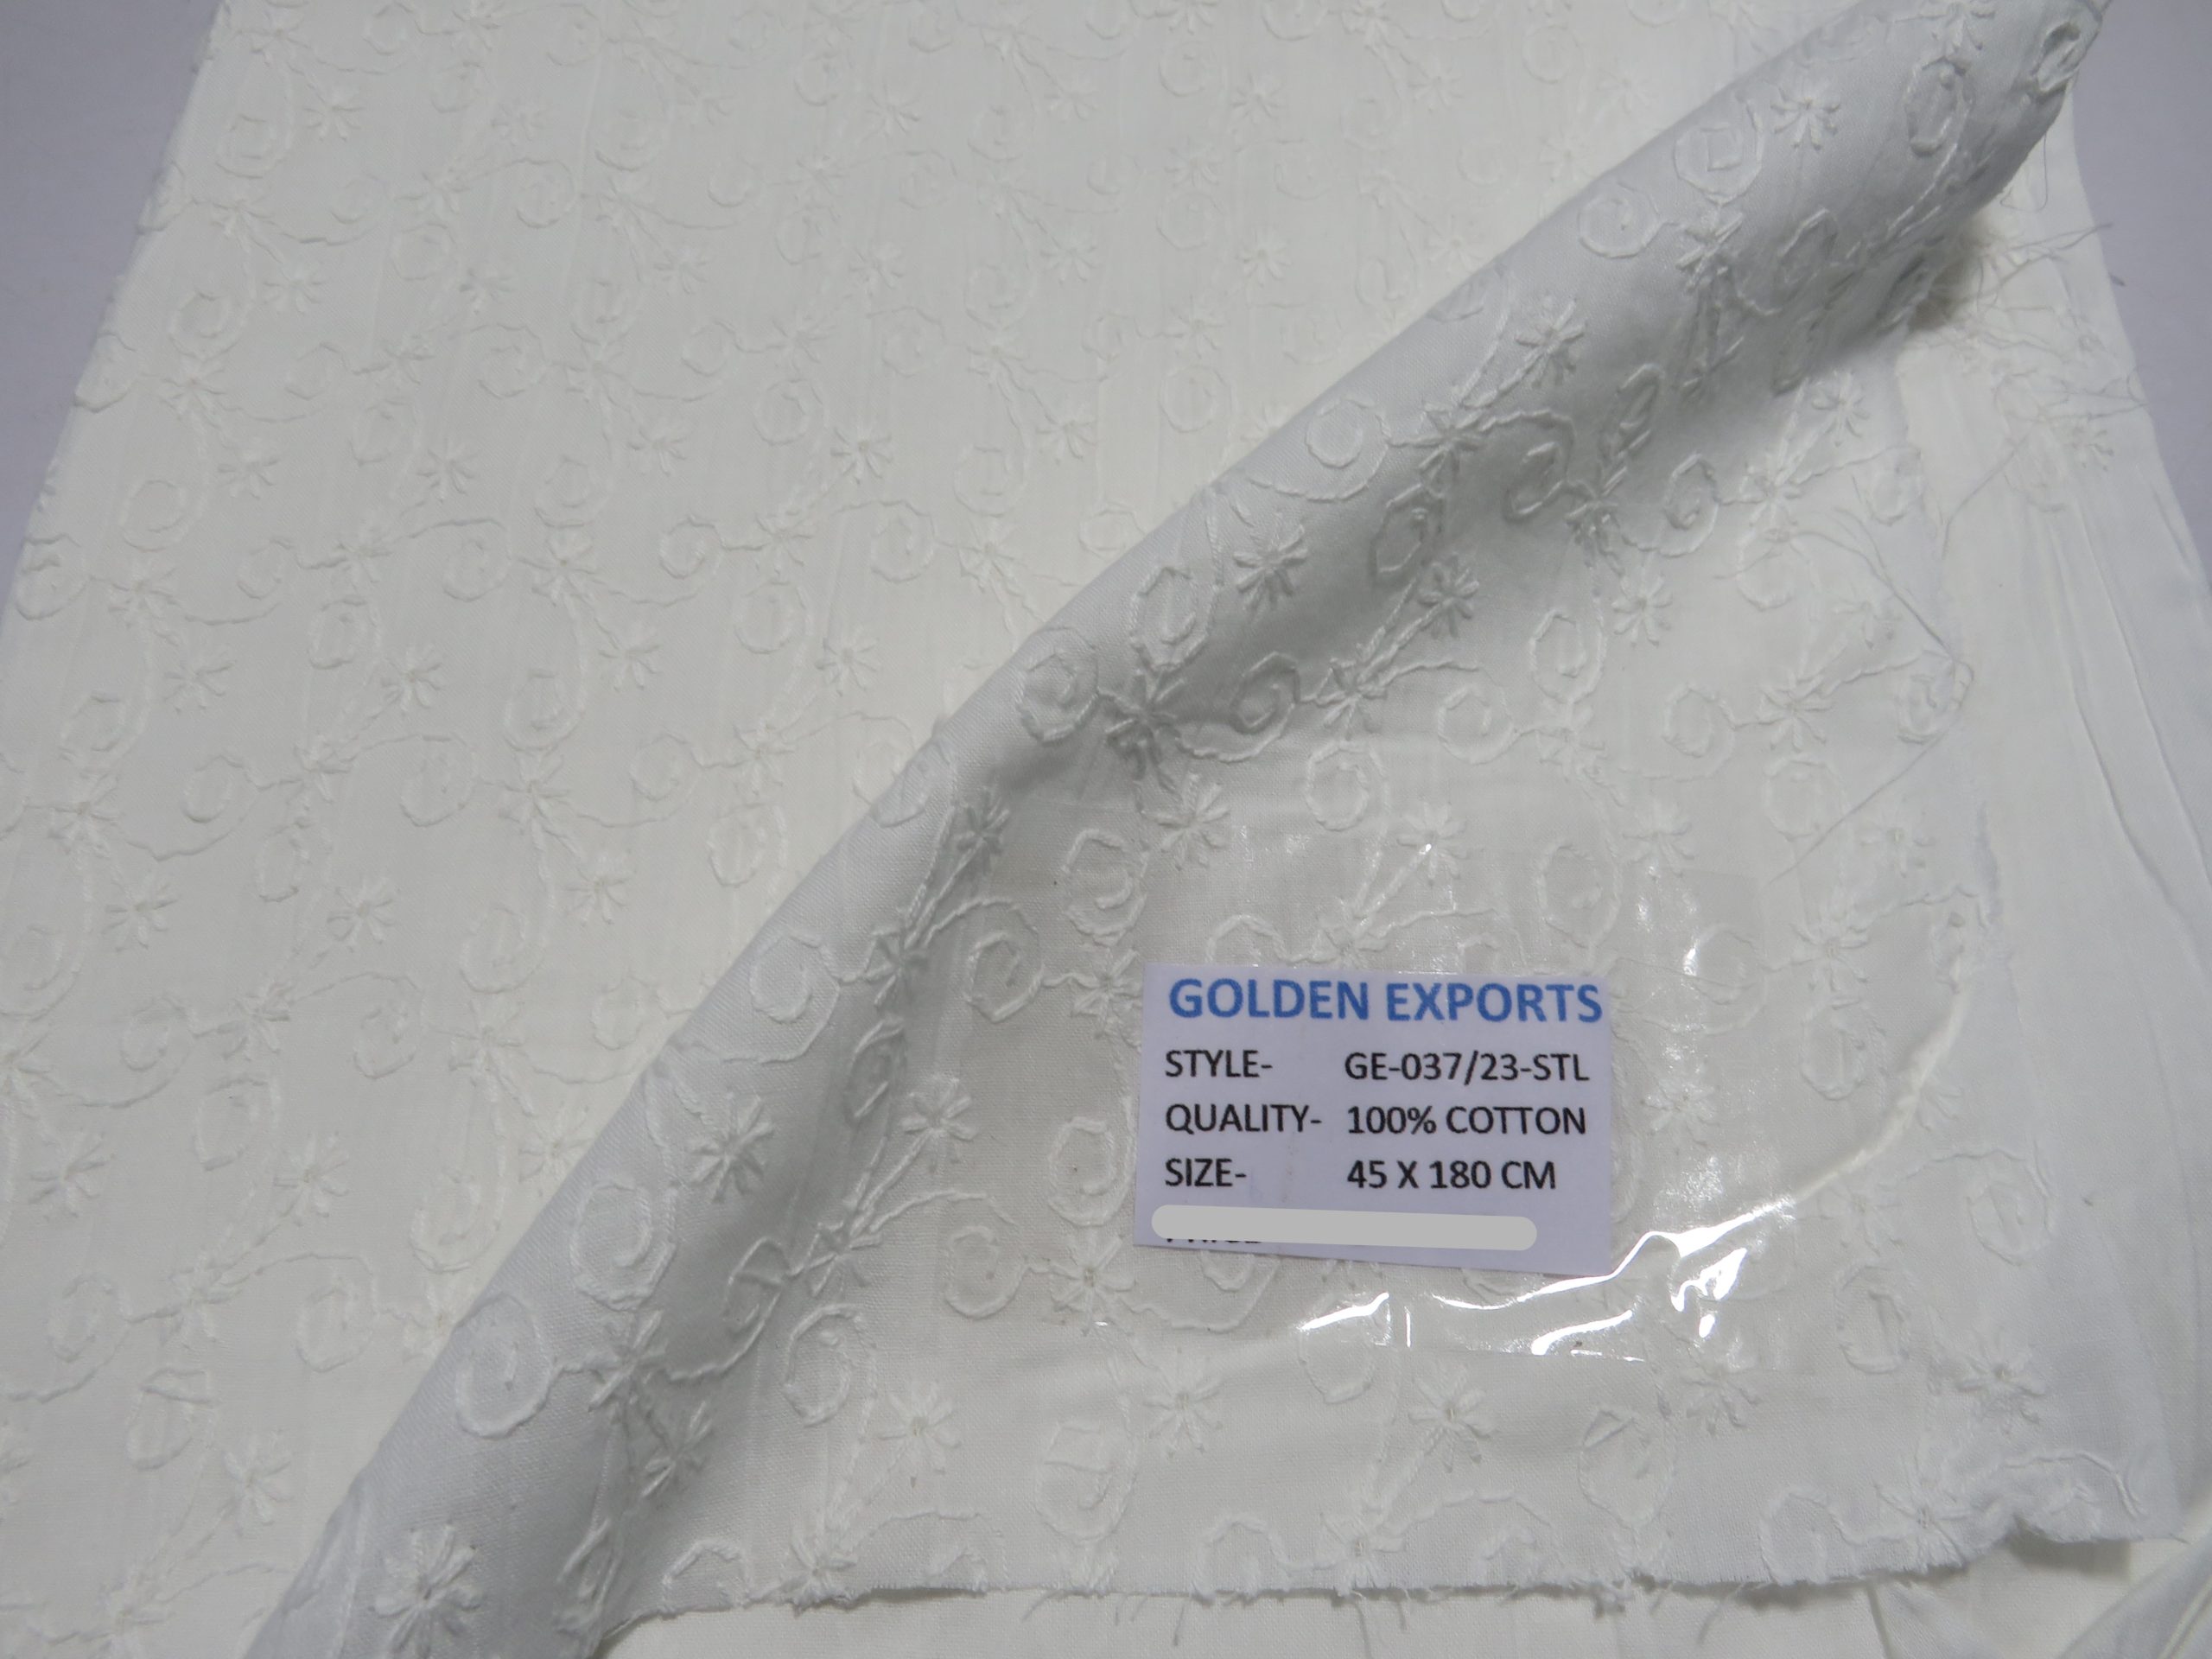 GOLDEN EXPORTS
STYLE- GE-037/23-STL
QUALITY- 100% COTTON
SIZE- 45 X 180 CM